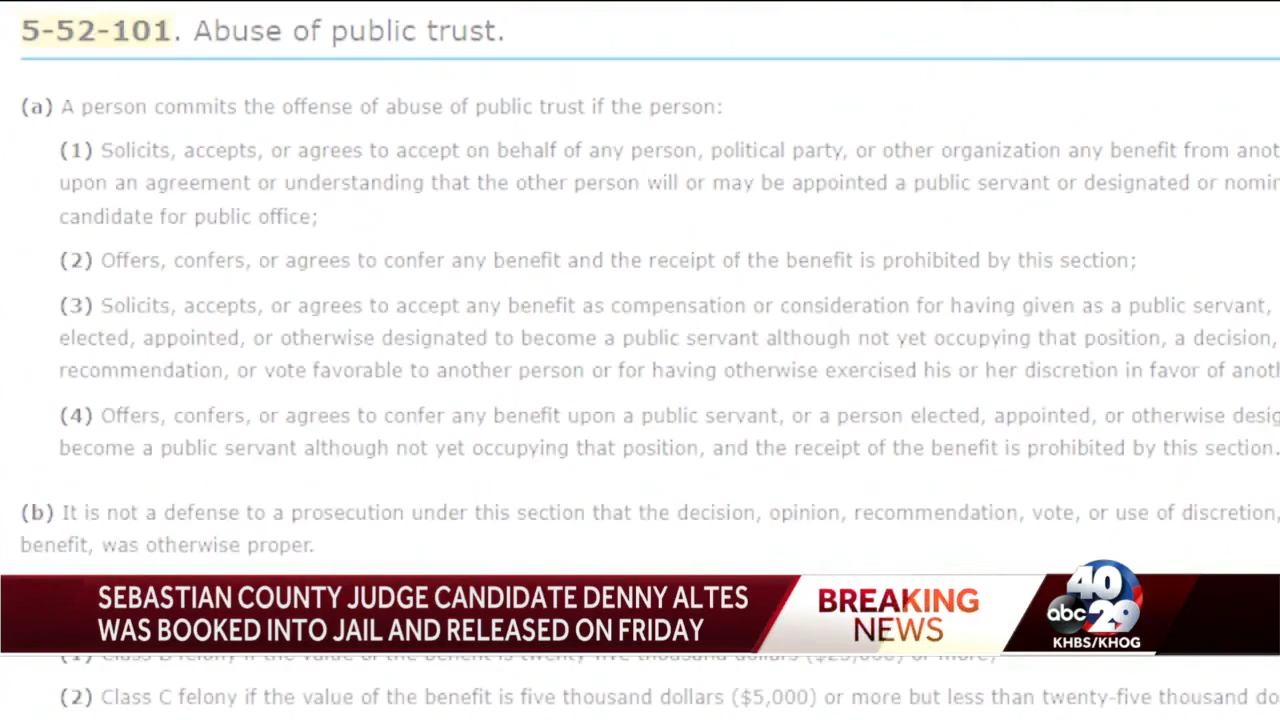 5-52-101. Abuse of public trust.
(a) A person commits the offense of abuse of public trust if the person:
(1) Solicits, accepts, or agrees to accept on behalf of any person, political party, or other organization any benefit from anot
upon an agreement or understanding that the other person will or may be appointed a public servant or designated or nomin
candidate for public office;
(2) Offers, confers, or agrees to confer any benefit and the receipt of the benefit is prohibited by this section;
(3) Solicits, accepts, or agrees to accept any benefit as compensation or consideration for having given as a public servant,
elected, appointed, or otherwise designated to become a public servant although not yet occupying that position, a decision,
recommendation, or vote favorable to another person or for having otherwise exercised his or her discretion in favor of anot
(4) Offers, confers, or agrees to confer any benefit upon a public servant, or a person elected, appointed, or otherwise desig
become a public servant although not yet occupying that position, and the receipt of the benefit is prohibited by this section.
(b) It is not a defense to a prosecution under this section that the decision, opinion, recommendation, vote, or use of discretion,
benefit, was otherwise proper.
SEBASTIAN COUNTY JUDGE CANDIDATE DENNY ALTES
WAS BOOKED INTO JAIL AND RELEASED ON FRIDAY
BREAKING
NEWS
40
abc 29
KHBS/KHOG
(2) Class C felony if the value of the benefit is five thousand dollars ($5,000) or more but less than twenty-five thousand do